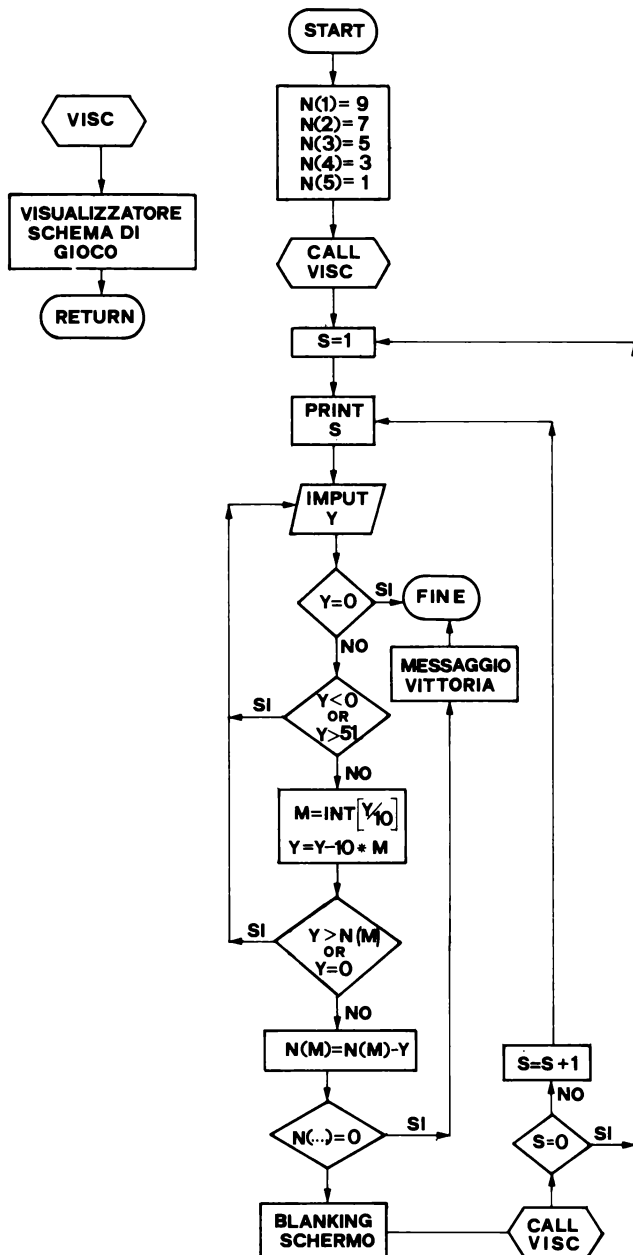 START
N(1)= 9
N(2)= 7
N(3)= 5
N(4)= 3
N(5)= 1
VISC
VISUALIZZATORE
SCHEMA DI
GIOCO
RETURN
CALL
VISC
S=1
PRINT
S
IMPUT
Y
Y=0
SI
FINE
NO
MESSAGGIO
VITTORIA
Y<0
OR
Y>51
SI
NO
M=INT[Y/10]
Y=Y-10*M
Y>N(M)
OR
Y=0
SI
NO
N(M)=N(M)-Y
N(...)=0
SI
S=S+1
NO
S=0
SI
BLANKING
SCHERMO
CALL
VISC